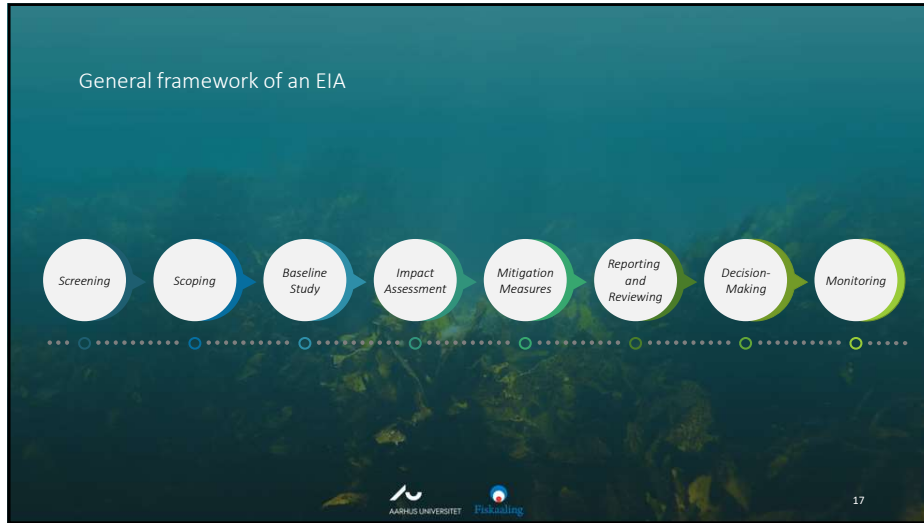 General framework of an EIA
Screening
Scoping
Baseline
Study
Impact
Assessment
Mitigation
Measures
Reporting
and
Reviewing
Decision-
Making
Monitoring
AARHUS UNIVERSITET
Fiskaaling
17